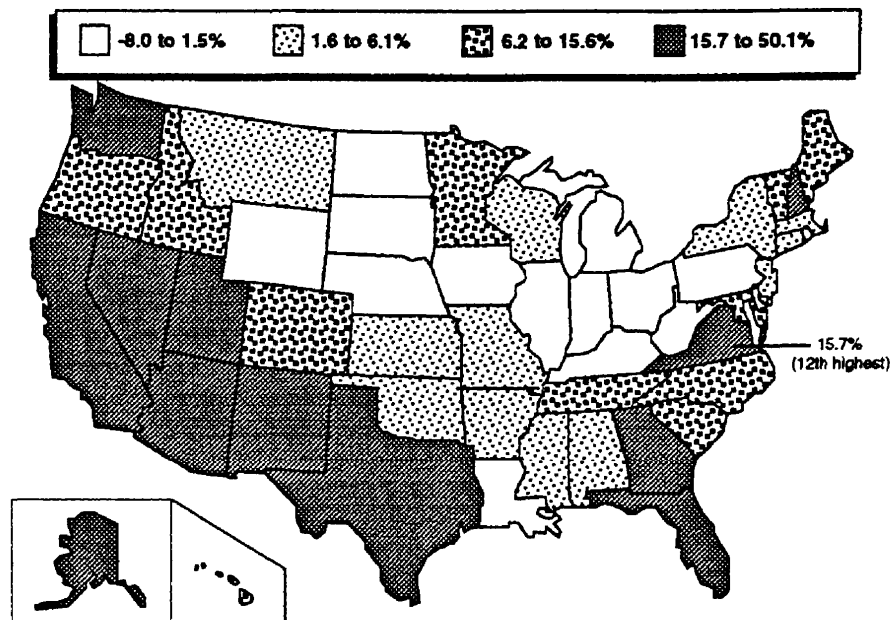 -8.0 to 1.5% 1.6 to 6.1% 6.2 to 15.6% 15.7 to 50.1%
15.7%
(12th highest)